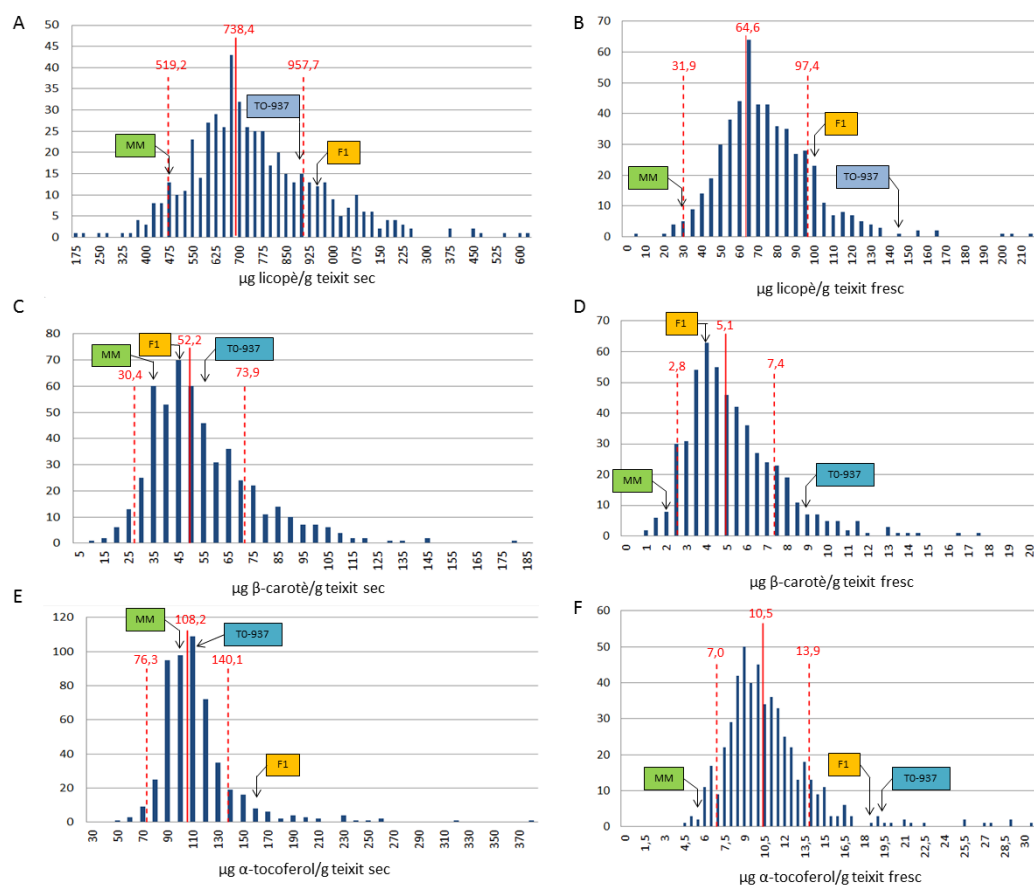 A
738,4
519,2
957,7
TO-937
MM
F1
50
45
40
35
30
25
20
15
10
5
0
175 250 325 400 475 550 625 700 775 850 925 000 075 150 225 300 375 450 525 600
µg licopè/g teixit sec
B
64,6
31,9
97,4
F1
MM
TO-937
70
60
50
40
30
20
10
0
0 10 20 30 40 50 60 70 80 90 100 110 120 130 140 150 160 170 180 190 200 210
µg licopè/g teixit fresc
C
F1
52,2
MM
T0-937
30,4
73,9
80
70
60
50
40
30
20
10
0
5 15 25 35 45 55 65 75 85 95 105 115 125 135 145 155 165 175 185
µg β-carotè/g teixit sec
D
F1
5,1
2,8
7,4
MM
T0-937
70
60
50
40
30
20
10
0
0 1 2 3 4 5 6 7 8 9 10 11 12 13 14 15 16 17 18 19 20
µg β-carotè/g teixit fresc
E
MM
108,2
T0-937
76,3
140,1
F1
120
100
80
60
40
20
0
30 50 70 90 110 130 150 170 190 210 230 250 270 290 310 330 350 370
µg α-tocoferol/g teixit sec
F
10,5
7,0
13,9
MM
F1
T0-937
60
50
40
30
20
10
0
0 1,5 3 4,5 6 7,5 9 10,5 12 13,5 15 16,5 18 19,5 21 22,5 24 25,5 27 28,5 30
µg α-tocoferol/g teixit fresc